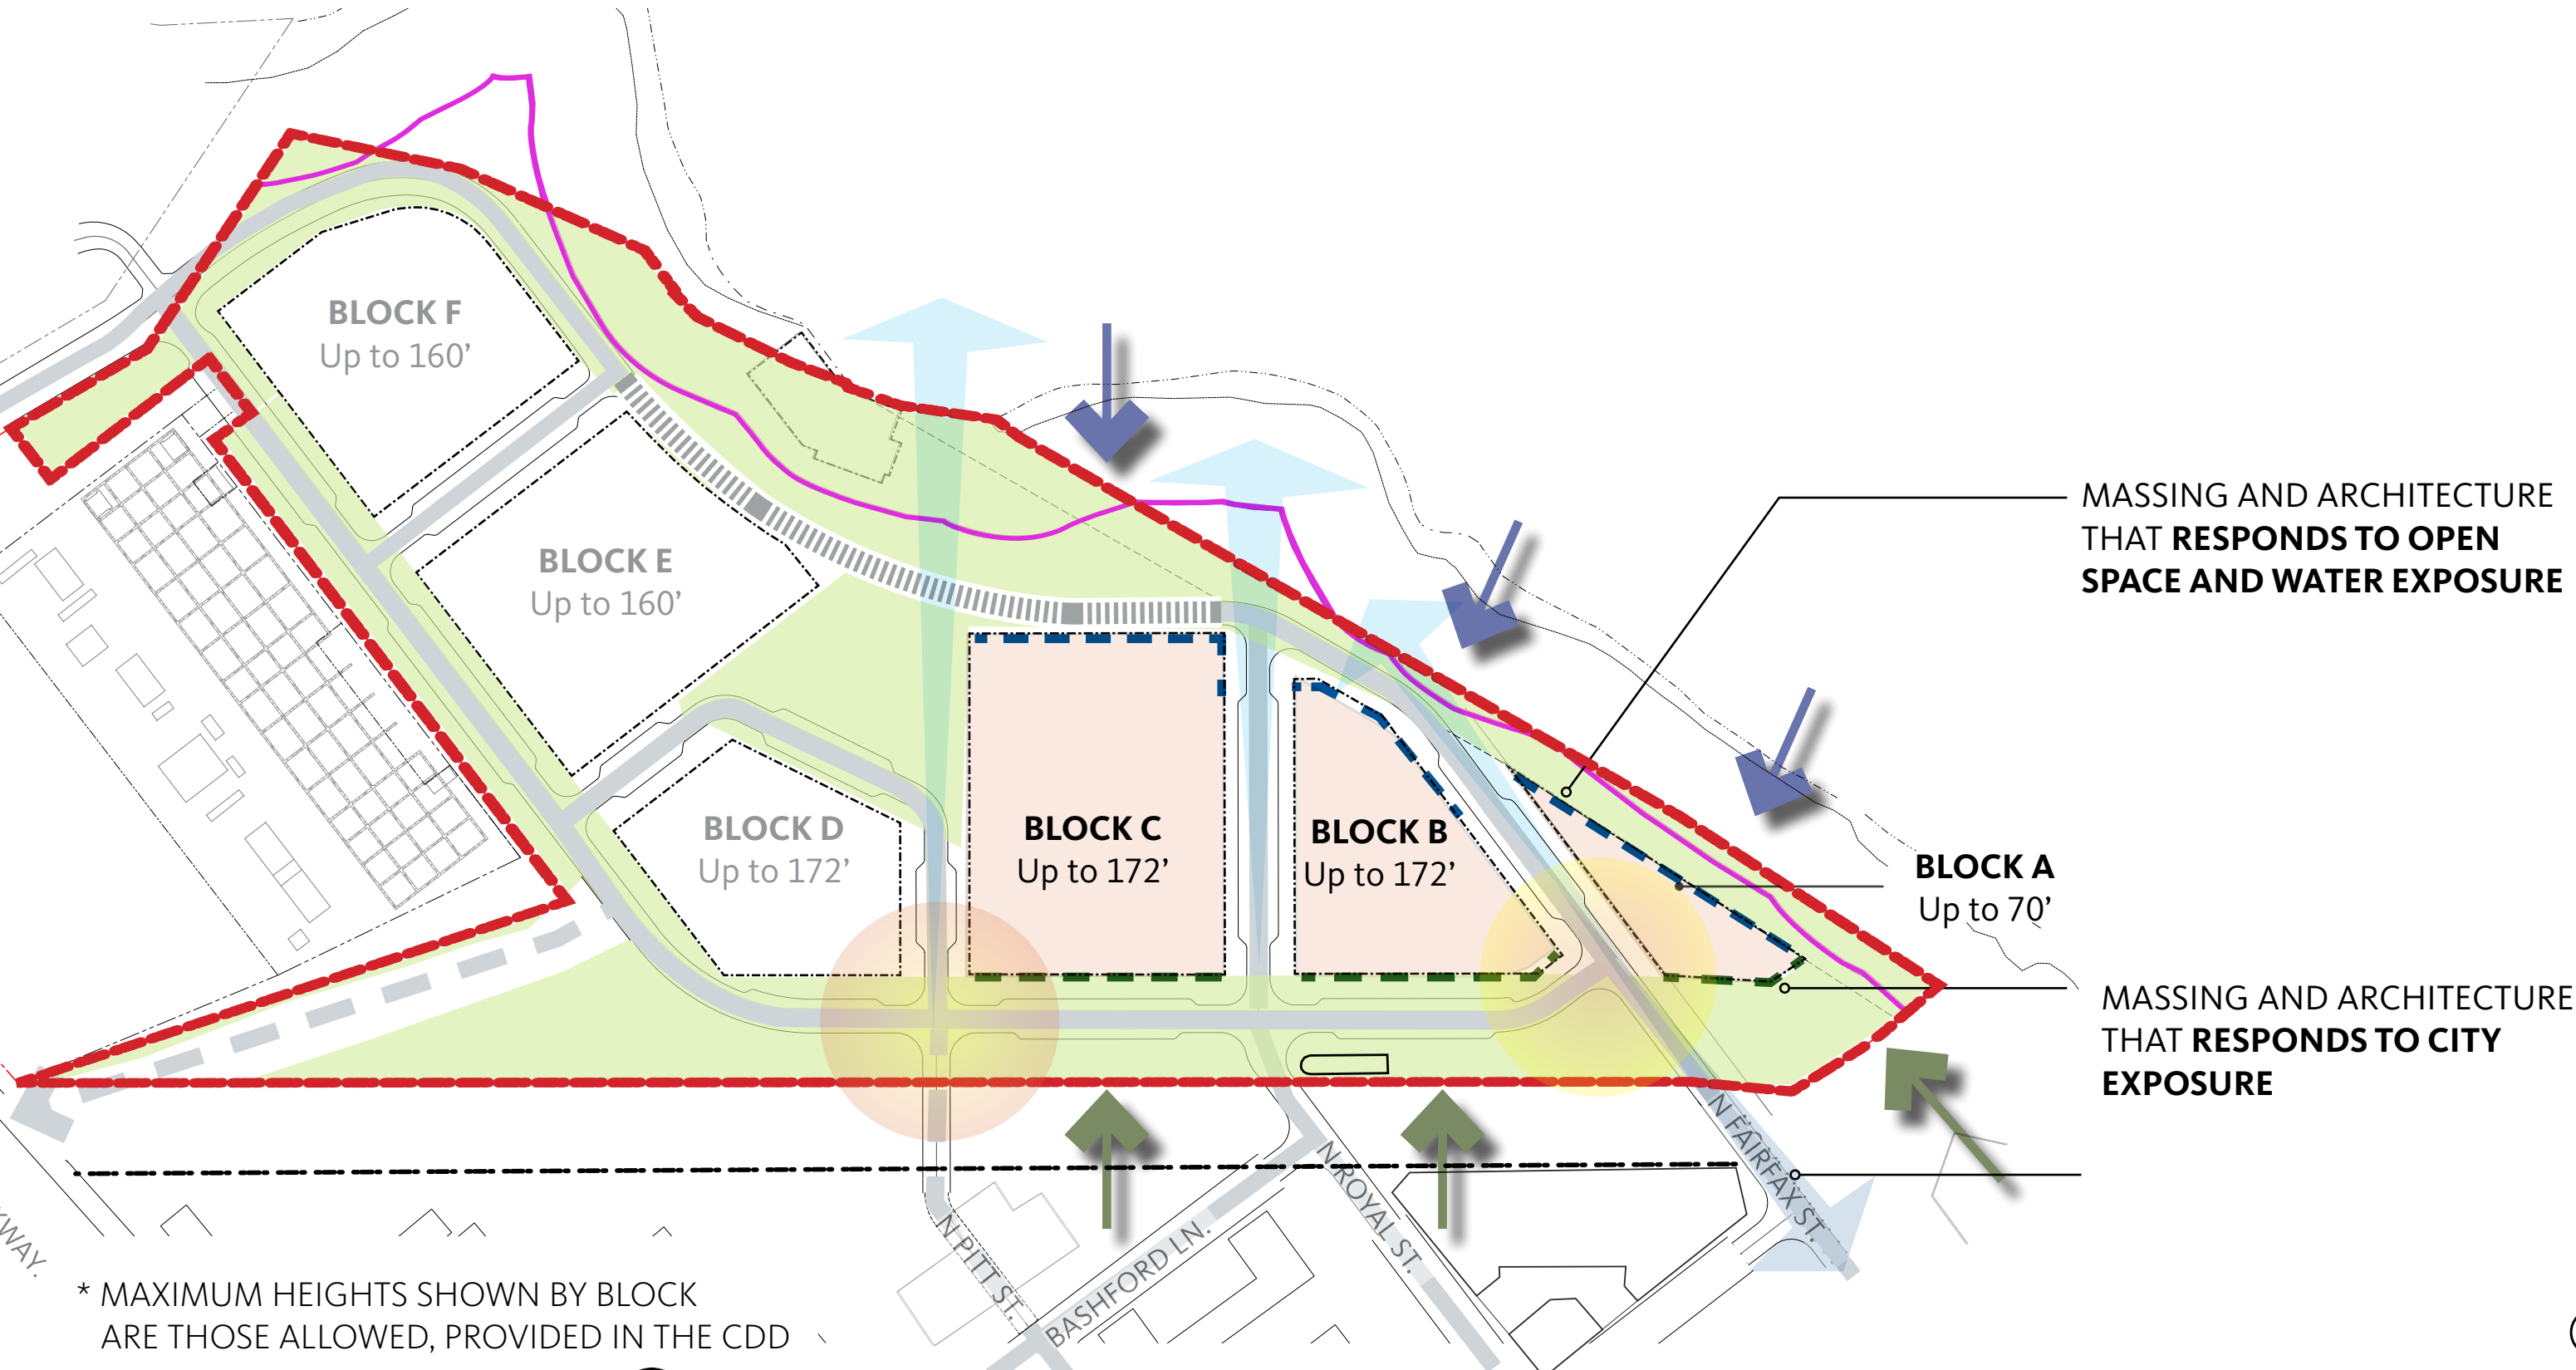 BLOCK F
Up to 160’
BLOCK E
Up to 160’
BLOCK D
Up to 172’
BLOCK C
Up to 172’
BLOCK B
Up to 172’
BLOCK A
Up to 70’
MASSING AND ARCHITECTURE
THAT RESPONDS TO OPEN
SPACE AND WATER EXPOSURE
MASSING AND ARCHITECTURE
THAT RESPONDS TO CITY
EXPOSURE
N FAIRFAX ST.
N ROYAL ST.
BASHFORD LN.
N PITT ST.
* MAXIMUM HEIGHTS SHOWN BY BLOCK
ARE THOSE ALLOWED, PROVIDED IN THE CDD